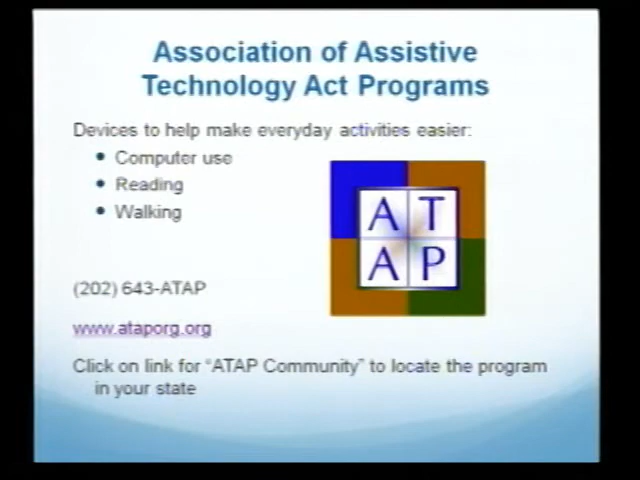 Association of Assistive
Technology Act Programs
Devices to help make everyday activities easier:
• Computer use
• Reading
• Walking
A T
A P
(202) 643-ATAP
www.ataporg.org
Click on link for “ATAP Community” to locate the program
in your state